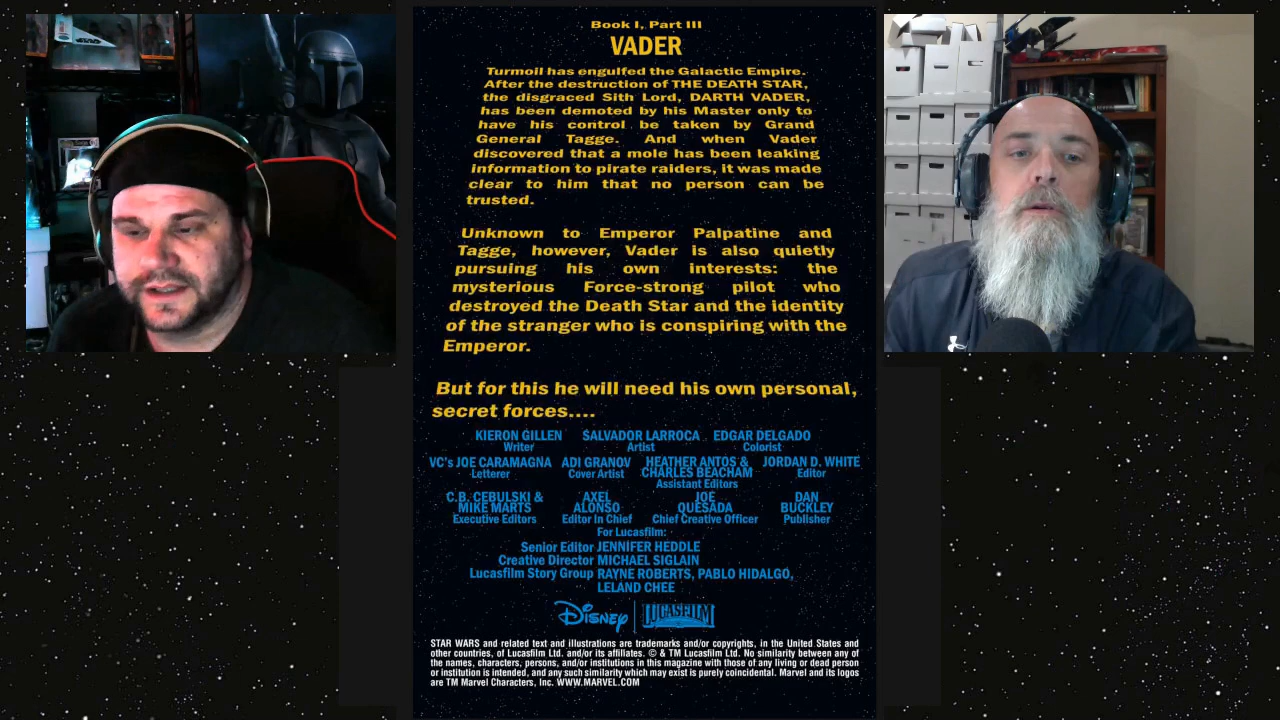 Book I, Part III
VADER
Turmoil has engulfed the Galactic Empire.
After the destruction of THE DEATH STAR,
the disgraced Sith Lord, DARTH VADER,
has been demoted by his Master only to
have his control be taken by Grand
General Tagge. And when Vader
discovered that a mole has been leaking
information to pirate raiders, it was made
clear to him that no person can be
trusted.
Unknown to Emperor Palpatine and
Tagge, however, Vader is also quietly
pursuing his own interests: the
mysterious Force-strong pilot who
destroyed the Death Star and the identity
of the stranger who is conspiring with the
Emperor.
But for this he will need his own personal,
secret forces....
KIERON GILLEN SALVADOR LARROCA EDGAR DELGADO
Writer Artist Colorist
VC's JOE CARAMAGNA ADI GRANOV HEATHER ANTOS & CHARLES BEACHAM JORDAN D. WHITE
Letterer Cover Artist Assistant Editors Editor
C.B. CEBULSKI & MIKE MARTS AXEL ALONSO JOE QUESADA DAN BUCKLEY
Executive Editors Editor In Chief Chief Creative Officer Publisher
For Lucasfilm:
Senior Editor JENNIFER HEDDLE
Creative Director MICHAEL SIGLAIN
Lucasfilm Story Group RAYNE ROBERTS, PABLO HIDALGO,
LELAND CHEE
DISNEY | LUCASFILM
STAR WARS and related text and illustrations are trademarks and/or copyrights, in the United States and
other countries, of Lucasfilm Ltd. and/or its affiliates. © & TM Lucasfilm Ltd. No similarity between any of
the names, characters, persons, and/or institutions in this magazine with those of any living or dead person
or institution is intended, and any such similarity which may exist is purely coincidental. Marvel and its logos
are TM Marvel Characters, Inc. WWW.MARVEL.COM